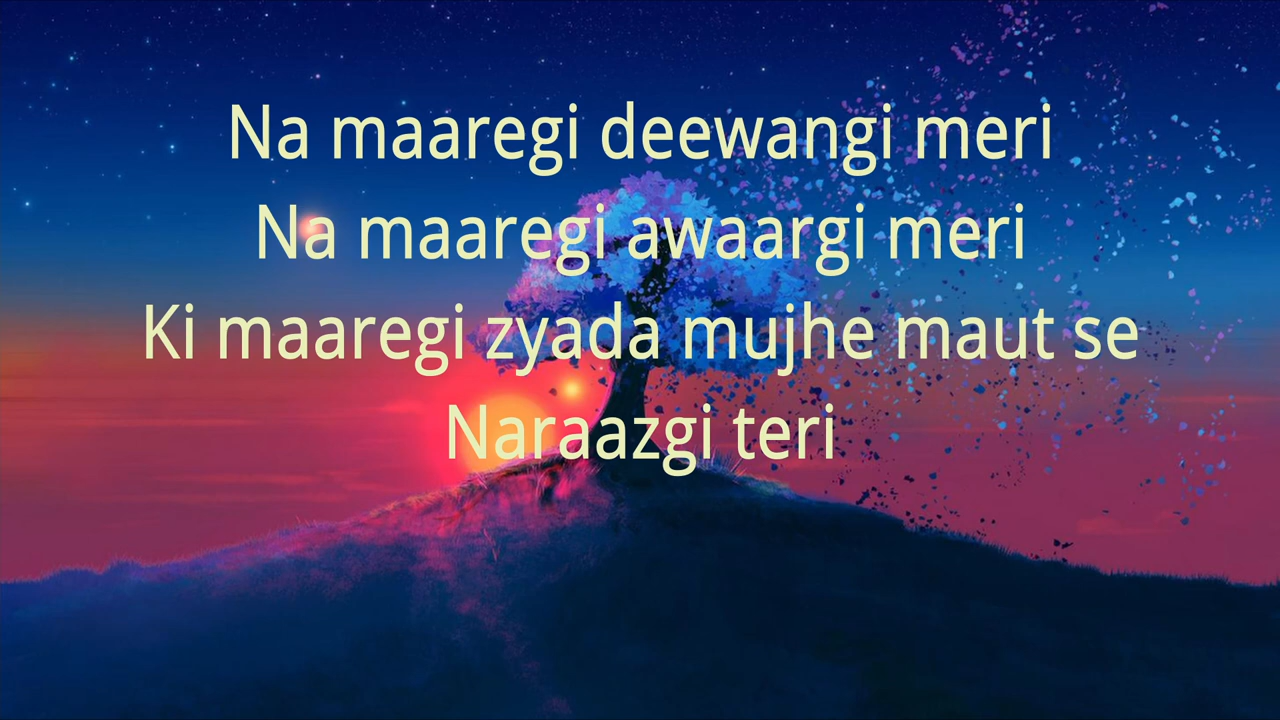 Na maaregi deewangi meri
Na maaregi awaargi meri
Ki maaregi zyada mujhe maut se
Naraazgi teri